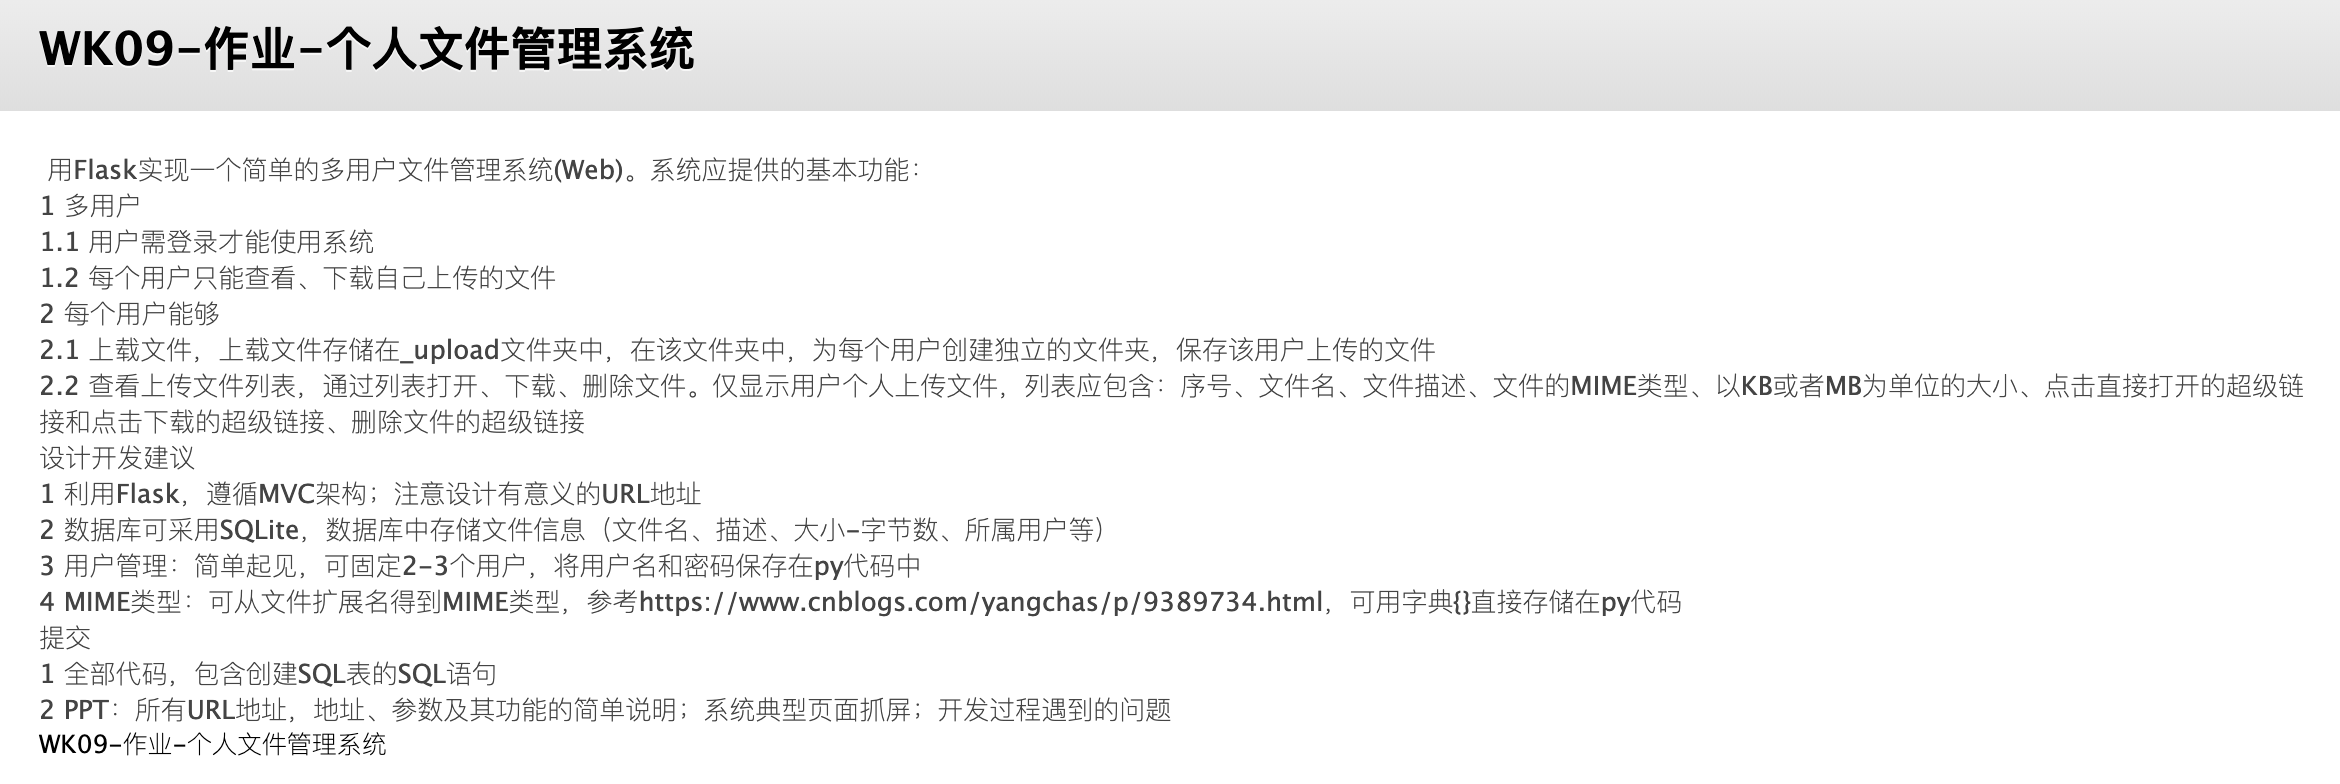 WK09-作业-个人文件管理系统
用Flask实现一个简单的多用户文件管理系统(Web)。系统应提供的基本功能：
1 多用户
1.1 用户需登录才能使用系统
1.2 每个用户只能查看、下载自己上传的文件
2 每个用户能够
2.1 上载文件，上载文件存储在_upload文件夹中，在该文件夹中，为每个用户创建独立的文件夹，保存该用户上传的文件
2.2 查看上传文件列表，通过列表打开、下载、删除文件。仅显示用户个人上传文件，列表应包含：序号、文件名、文件描述、文件的MIME类型、以KB或者MB为单位的大小、点击直接打开的超级链
接和点击下载的超级链接、删除文件的超级链接
设计开发建议
1 利用Flask，遵循MVC架构；注意设计有意义的URL地址
2 数据库可采用SQLite，数据库中存储文件信息（文件名、描述、大小-字节数、所属用户等）
3 用户管理：简单起见，可固定2-3个用户，将用户名和密码保存在py代码中
4 MIME类型：可从文件扩展名得到MIME类型，参考https://www.cnblogs.com/yangchas/p/9389734.html，可用字典{}直接存储在py代码
提交
1 全部代码，包含创建SQL表的SQL语句
2 PPT：所有URL地址，地址、参数及其功能的简单说明；系统典型页面抓屏；开发过程遇到的问题
WK09-作业-个人文件管理系统